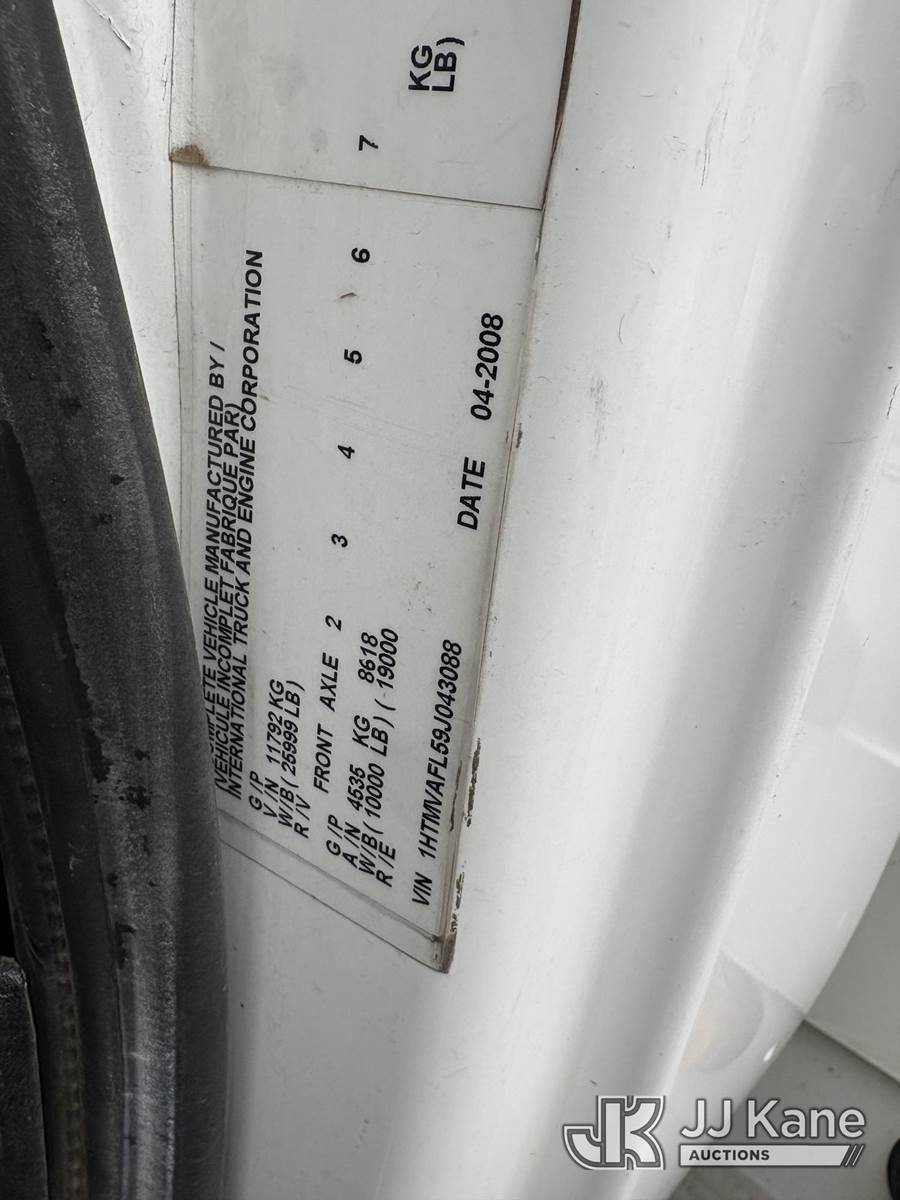 VEHICLE MANUFACTURED BY /
(VEHICULE INCOMPLET FABRIQUE PAR)
INTERNATIONAL TRUCK AND ENGINE CORPORATION
G / P
V / N 11792 KG
W/B ( 25999 LB )
R / V
FRONT AXLE 2 3 4 5 6 7
G / P
A / N 4535 KG 8618 KG
W/B ( 10000 LB ) ( 19000 LB )
R / E
VIN 1HTMVAFL59J043088 DATE 04-2008
JK JJ Kane
AUCTIONS